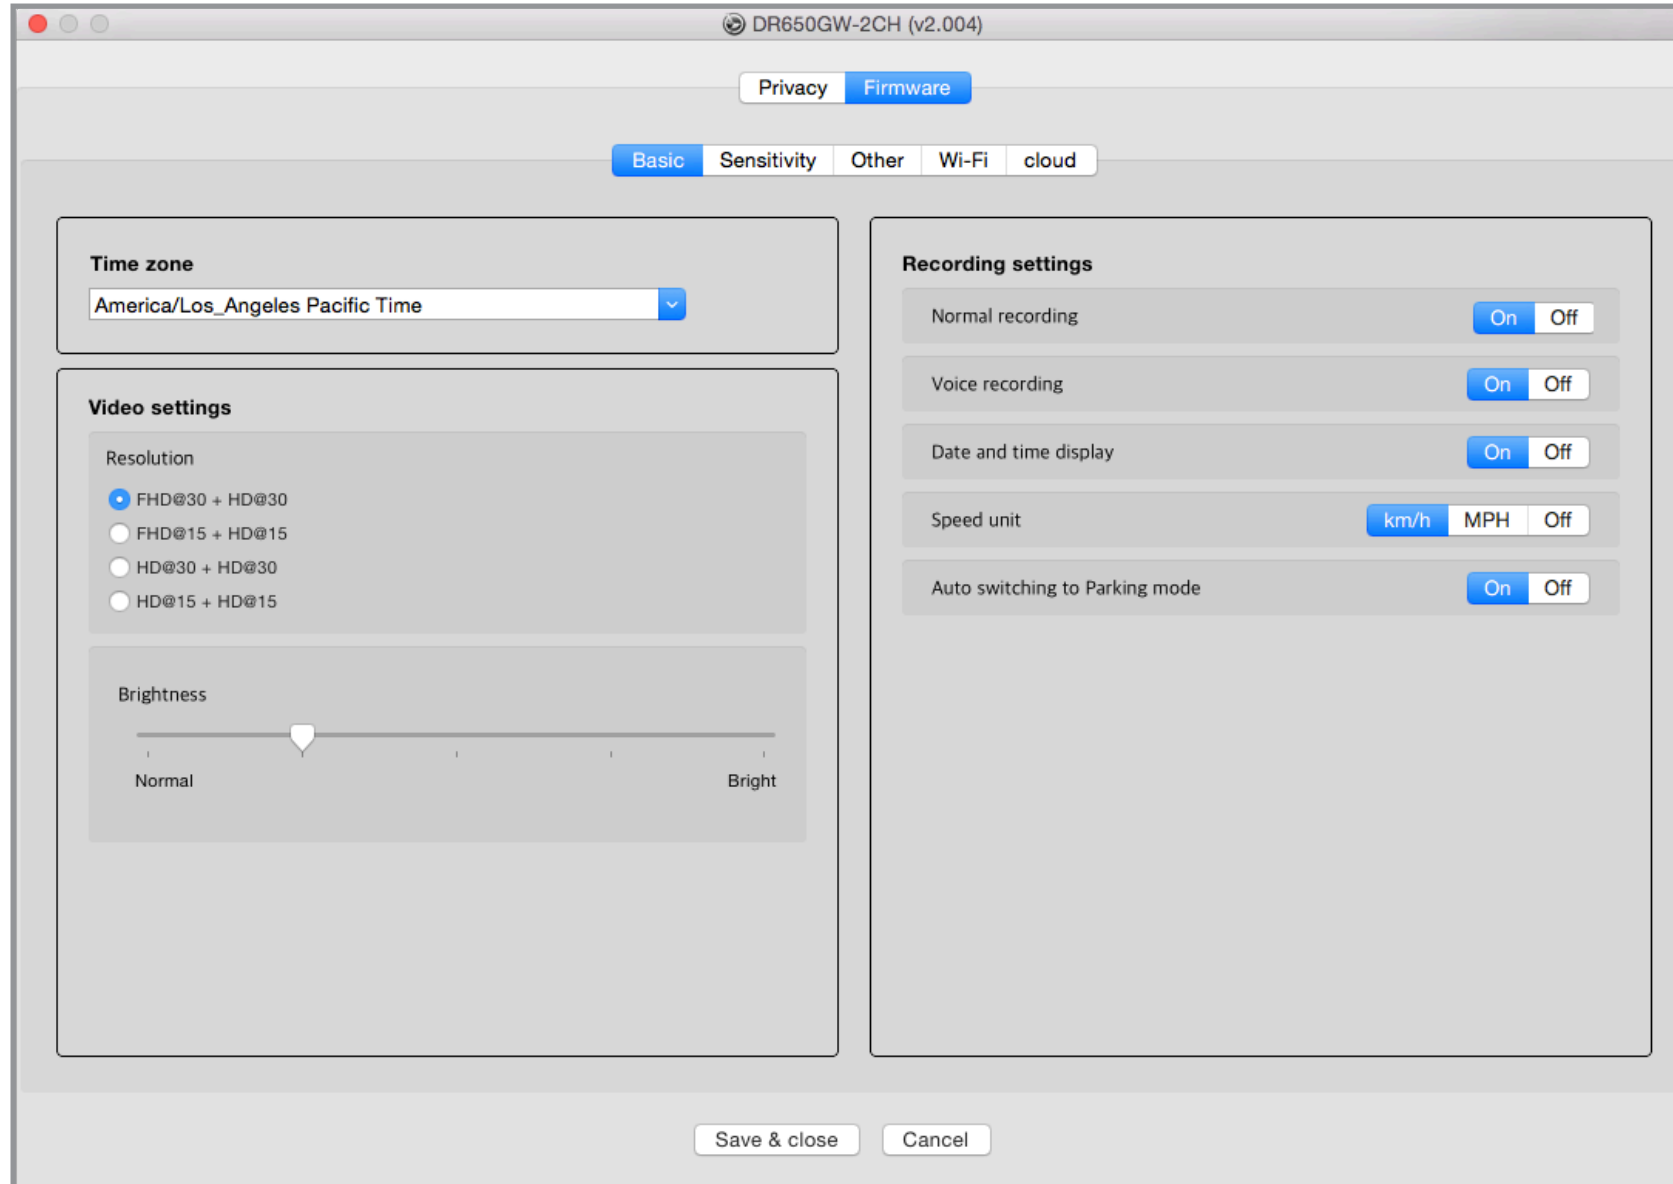 DR650GW-2CH (v2.004)
Privacy Firmware
Basic Sensitivity Other Wi-Fi cloud
Time zone
America/Los_Angeles Pacific Time
Video settings
Resolution
FHD@30 + HD@30
FHD@15 + HD@15
HD@30 + HD@30
HD@15 + HD@15
Brightness
Normal Bright
Recording settings
Normal recording On Off
Voice recording On Off
Date and time display On Off
Speed unit km/h MPH Off
Auto switching to Parking mode On Off
Save & close Cancel